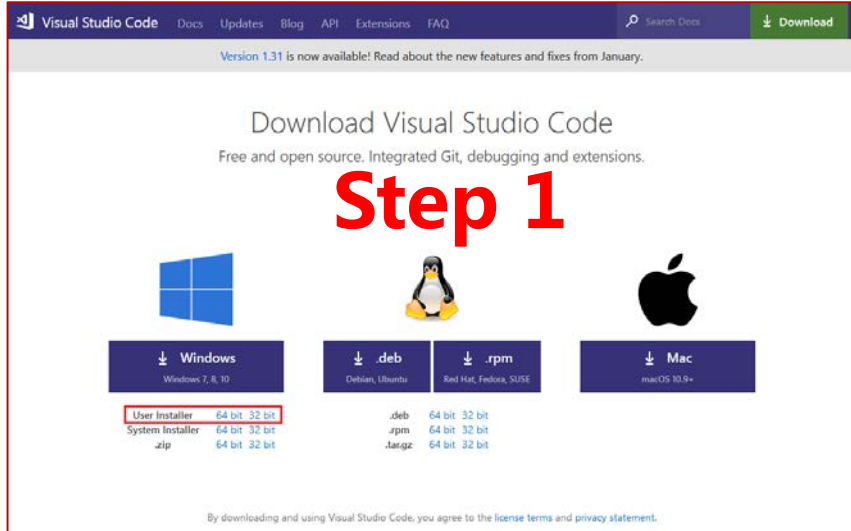 Visual Studio Code Docs Updates Blog API Extensions FAQ Search Docs Download
Version 1.31 is now available! Read about the new features and fixes from January.
Download Visual Studio Code
Free and open source. Integrated Git, debugging and extensions.
Step 1
Windows
Windows 7, 8, 10
.deb
Debian, Ubuntu
.rpm
Red Hat, Fedora, SUSE
Mac
macOS 10.9+
User Installer 64 bit 32 bit
System Installer 64 bit 32 bit
.zip 64 bit 32 bit
.deb 64 bit 32 bit
.rpm 64 bit 32 bit
.tar.gz 64 bit 32 bit
By downloading and using Visual Studio Code, you agree to the license terms and privacy statement.